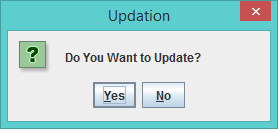 Updation
Do You Want to Update?
Yes No